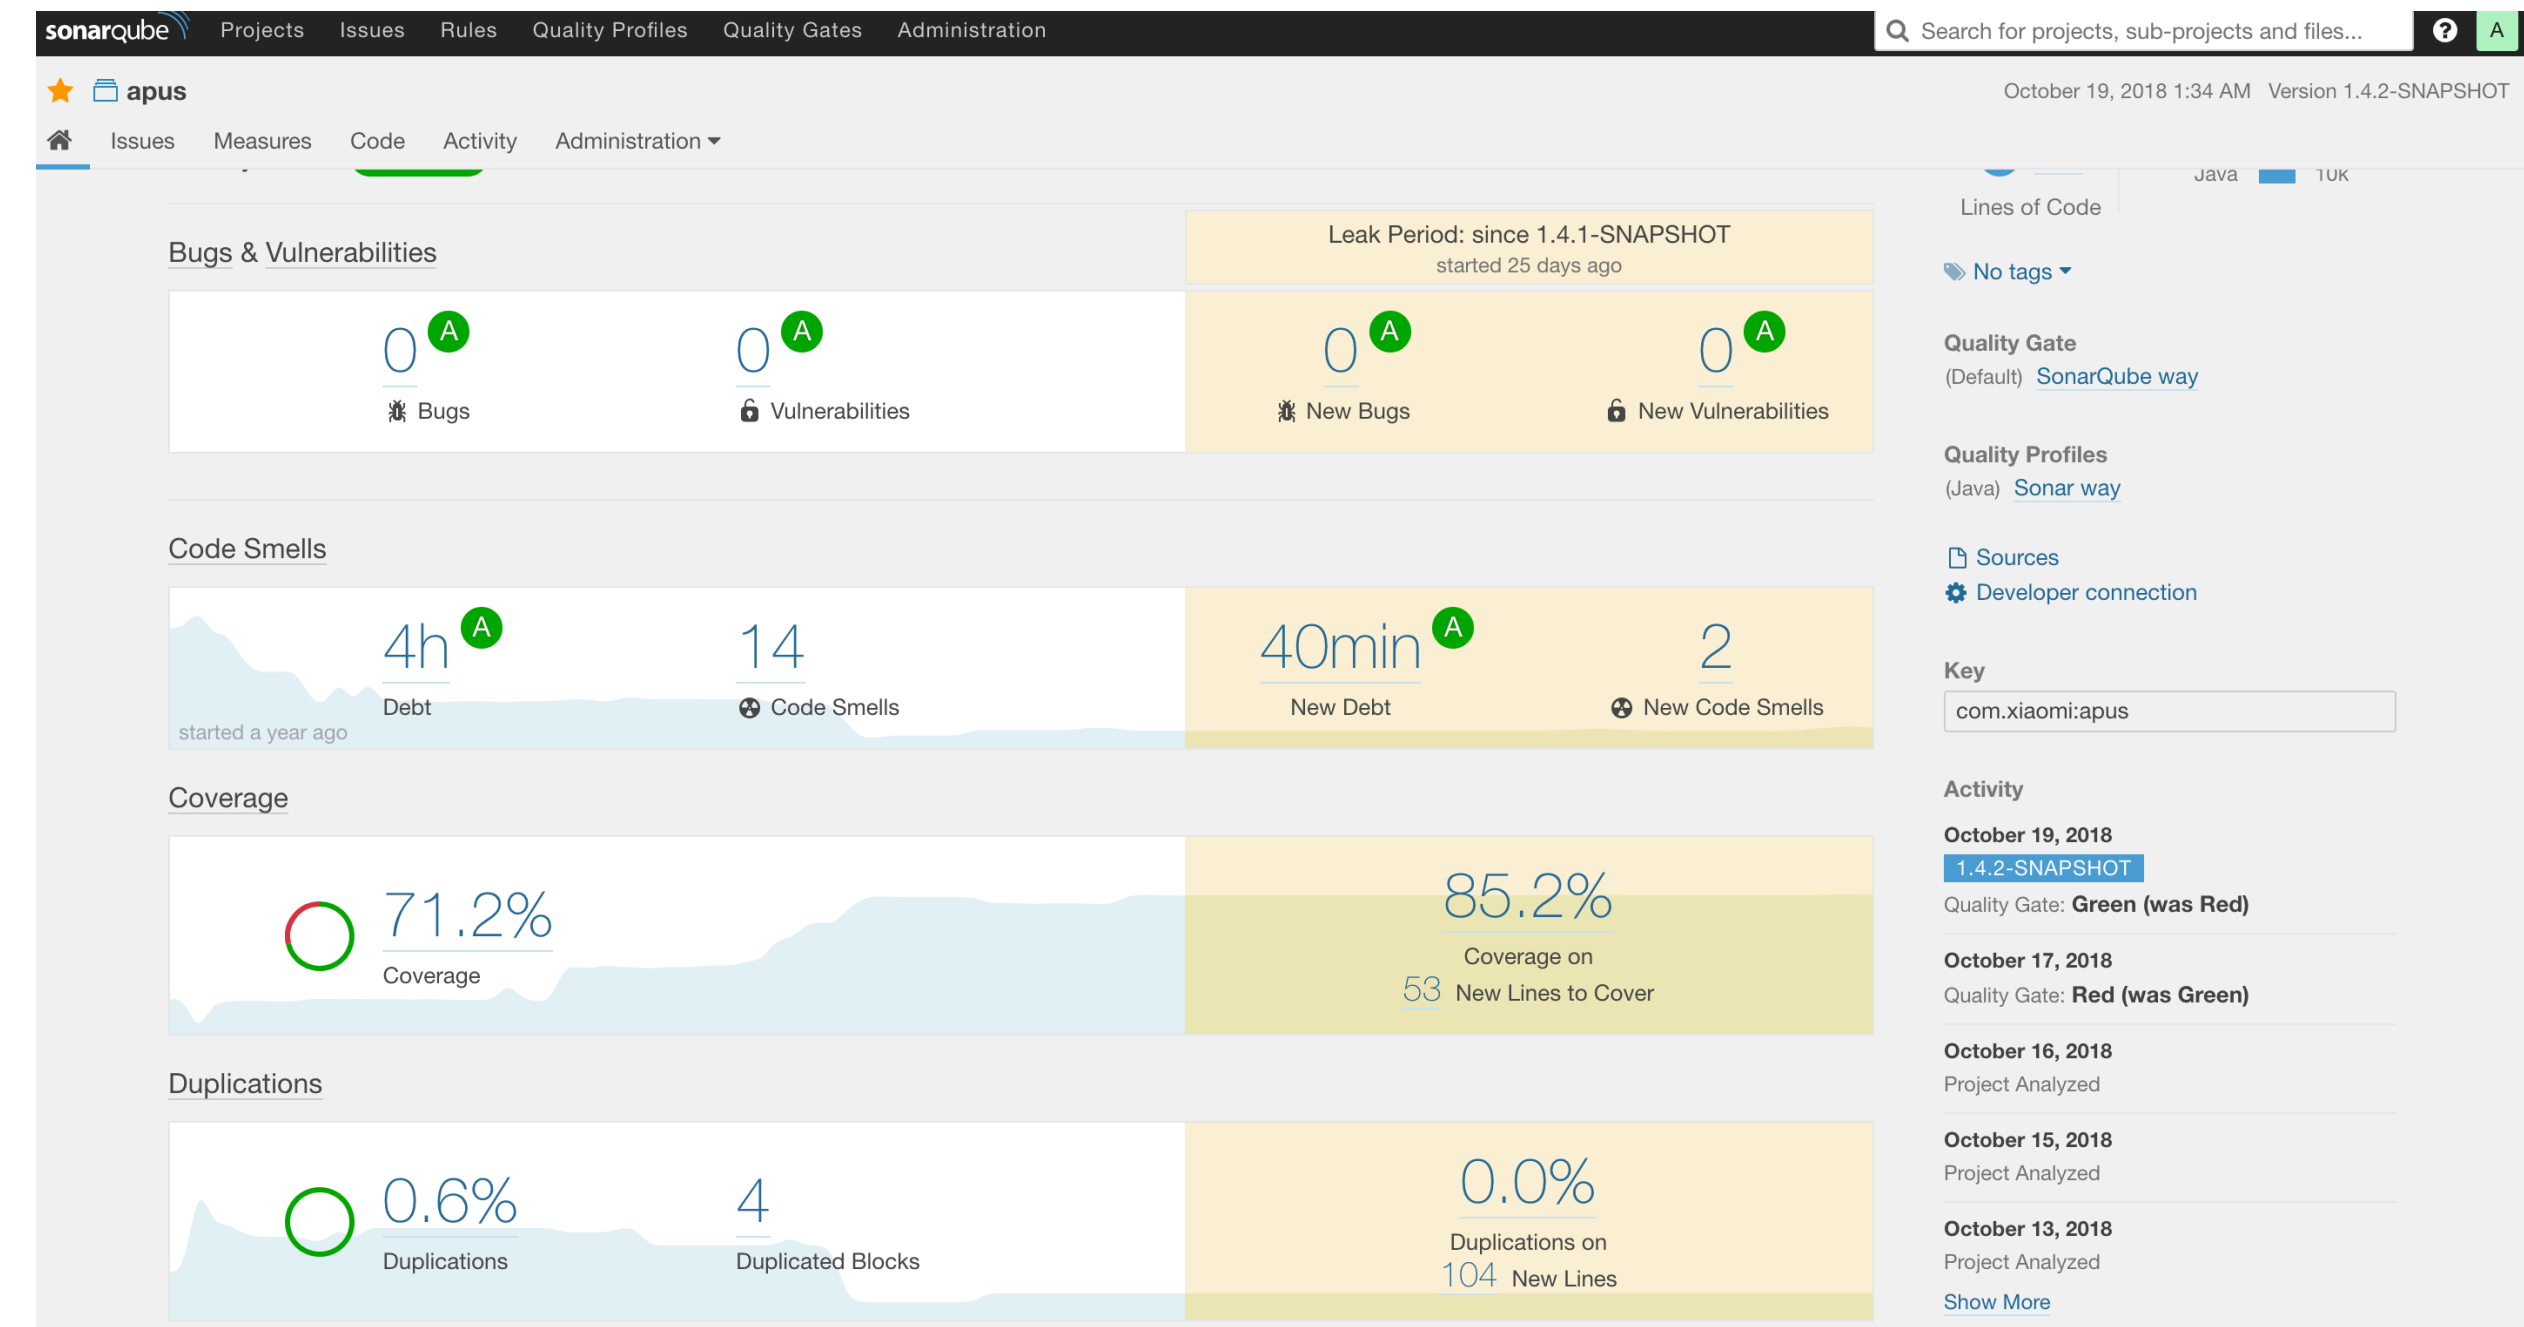 sonarqube Projects Issues Rules Quality Profiles Quality Gates Administration Search for projects, sub-projects and files... ? A
apus October 19, 2018 1:34 AM Version 1.4.2-SNAPSHOT
Issues Measures Code Activity Administration
Java 10k
Lines of Code
Bugs & Vulnerabilities
Leak Period: since 1.4.1-SNAPSHOT
started 25 days ago
0 A 0 A 0 A 0 A
Bugs Vulnerabilities New Bugs New Vulnerabilities
Code Smells
4h A 14 40min A 2
Debt Code Smells New Debt New Code Smells
started a year ago
Coverage
71.2%
Coverage
85.2%
Coverage on
53 New Lines to Cover
Duplications
0.6% 4
Duplications Duplicated Blocks
0.0%
Duplications on
104 New Lines
No tags
Quality Gate
(Default) SonarQube way
Quality Profiles
(Java) Sonar way
Sources
Developer connection
Key
com.xiaomi:apus
Activity
October 19, 2018
1.4.2-SNAPSHOT
Quality Gate: Green (was Red)
October 17, 2018
Quality Gate: Red (was Green)
October 16, 2018
Project Analyzed
October 15, 2018
Project Analyzed
October 13, 2018
Project Analyzed
Show More